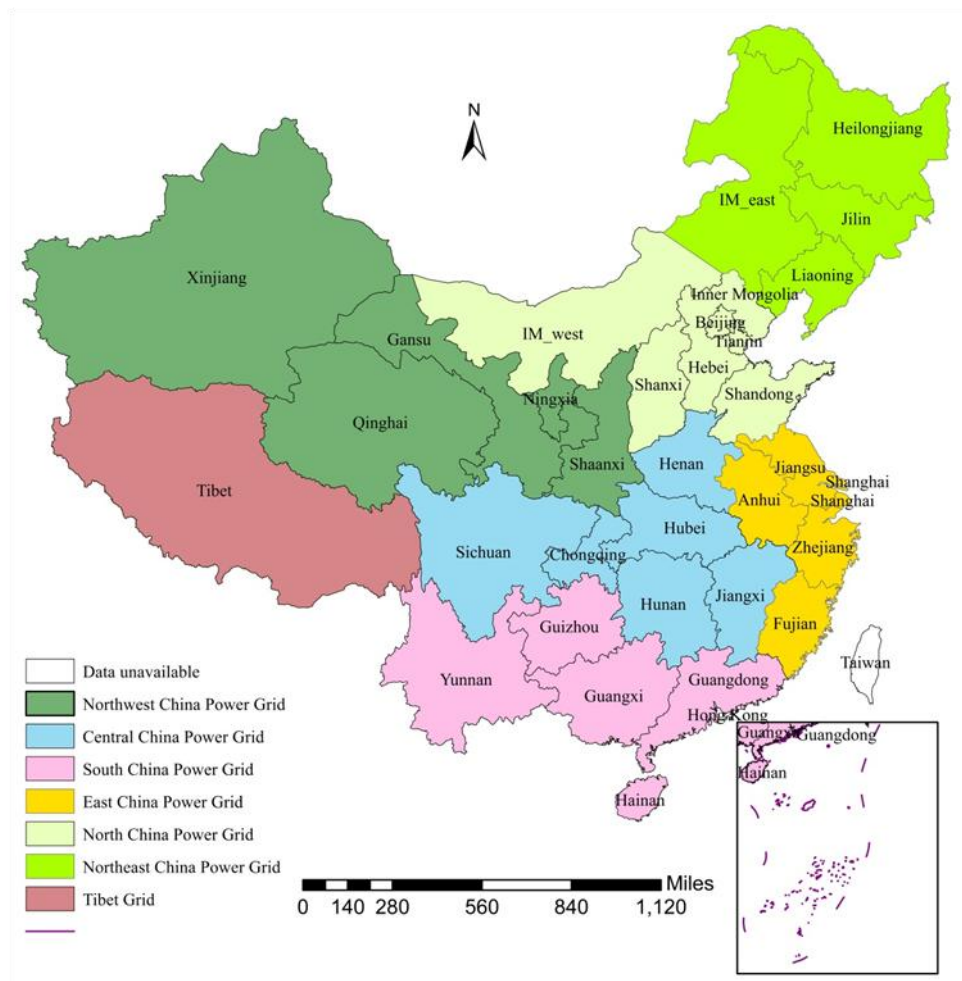 N
Heilongjiang
IM_east
Jilin
Liaoning
Xinjiang
Inner Mongolia
Beijing
Tianjin
IM_west
Gansu
Hebei
Shanxi
Shandong
Ningxia
Qinghai
Shaanxi
Henan
Jiangsu
Shanghai
Tibet
Anhui
Shanghai
Hubei
Zhejiang
Sichuan
Chongqing
Hunan
Jiangxi
Guizhou
Fujian
Taiwan
Yunnan
Guangxi
Guangdong
Hong Kong
Hainan
Guangxi
Guangdong
Hainan
Data unavailable
Northwest China Power Grid
Central China Power Grid
South China Power Grid
East China Power Grid
North China Power Grid
Northeast China Power Grid
Tibet Grid
Miles
0 140 280 560 840 1,120